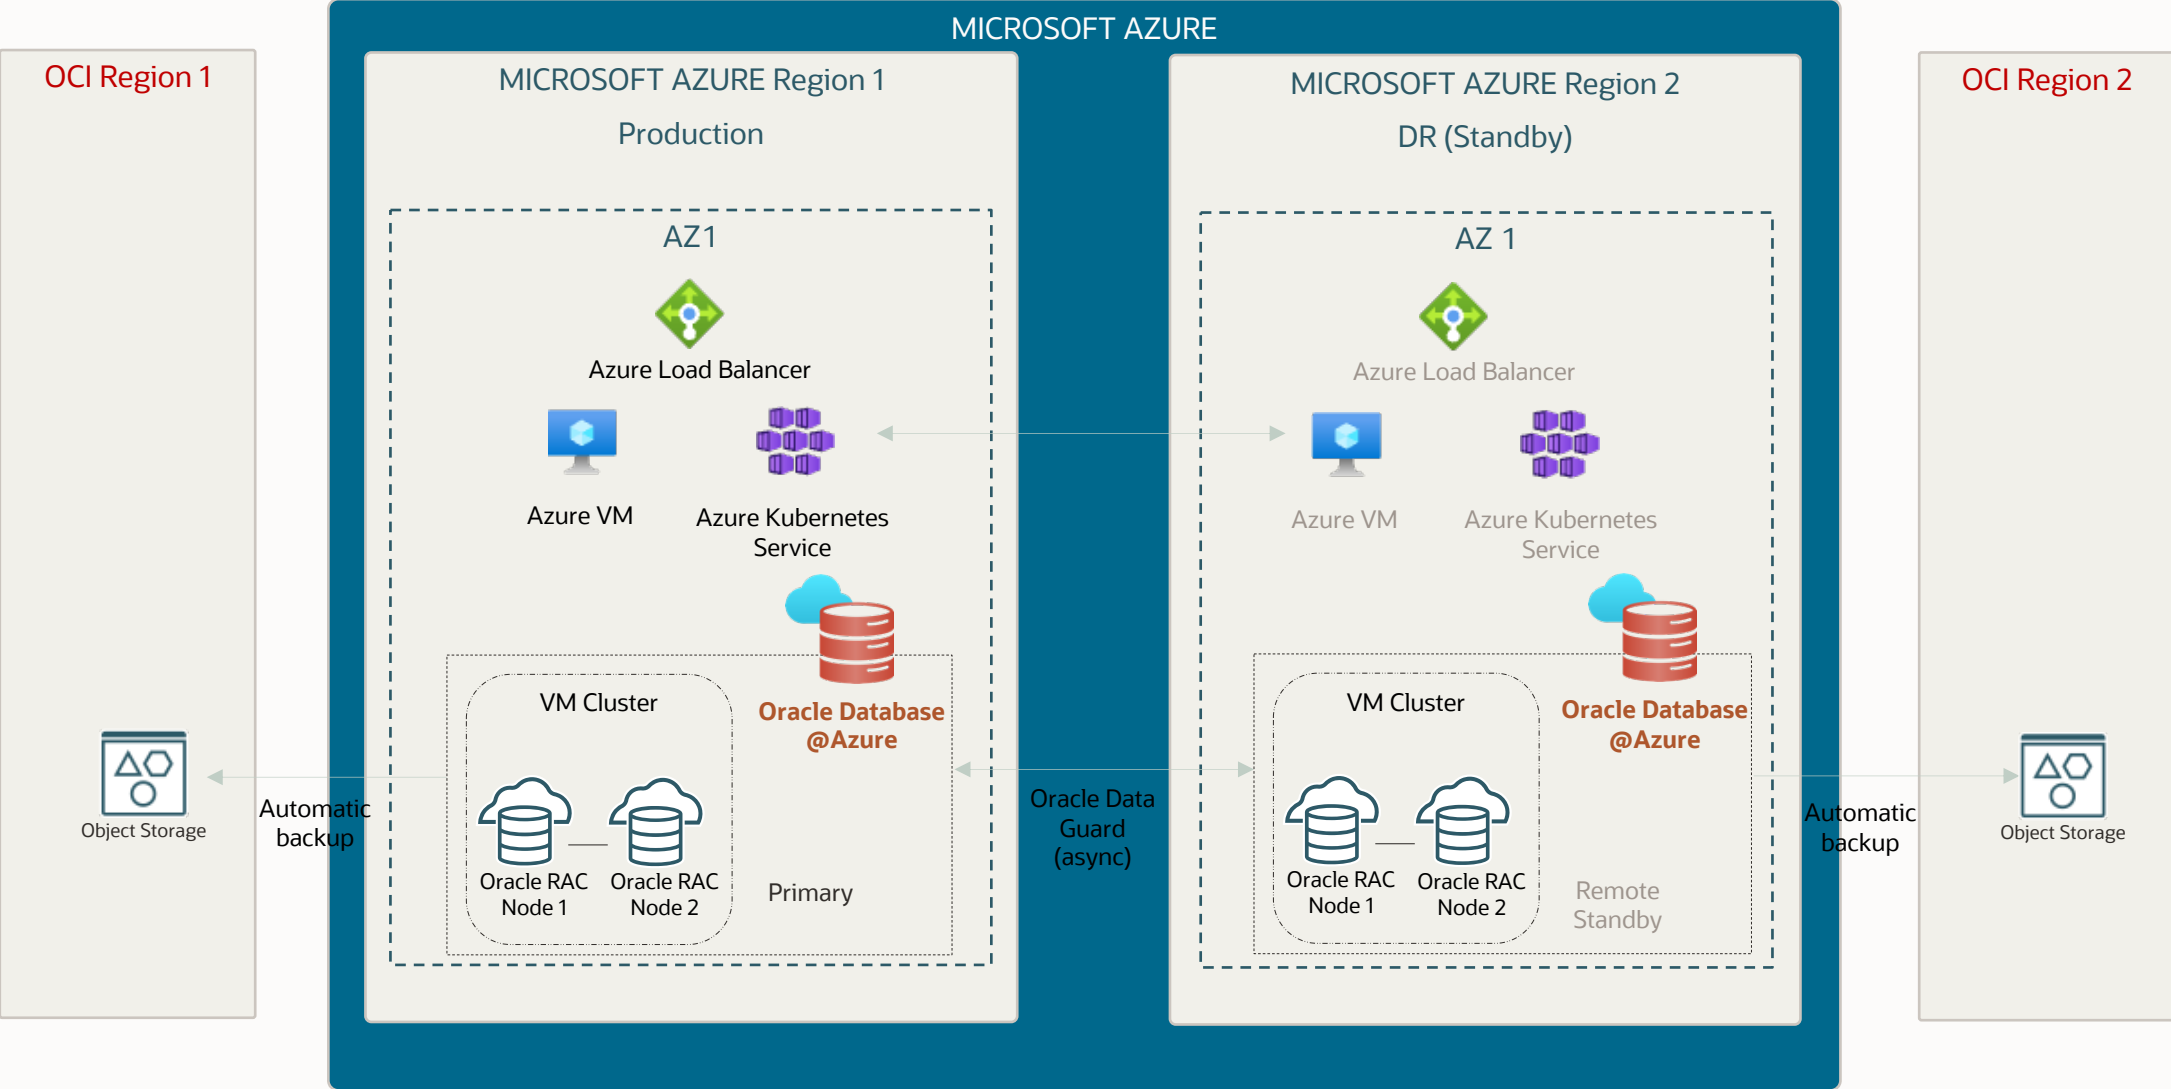 MICROSOFT AZURE
OCI Region 1
MICROSOFT AZURE Region 1
Production
AZ1
Azure Load Balancer
Azure VM
Azure Kubernetes
Service
Oracle Database
@Azure
VM Cluster
Oracle RAC
Node 1
Oracle RAC
Node 2
Primary
Object Storage
Automatic
backup
Oracle Data
Guard
(async)
MICROSOFT AZURE Region 2
DR (Standby)
AZ 1
Azure Load Balancer
Azure VM
Azure Kubernetes
Service
Oracle Database
@Azure
VM Cluster
Oracle RAC
Node 1
Oracle RAC
Node 2
Remote
Standby
Automatic
backup
OCI Region 2
Object Storage